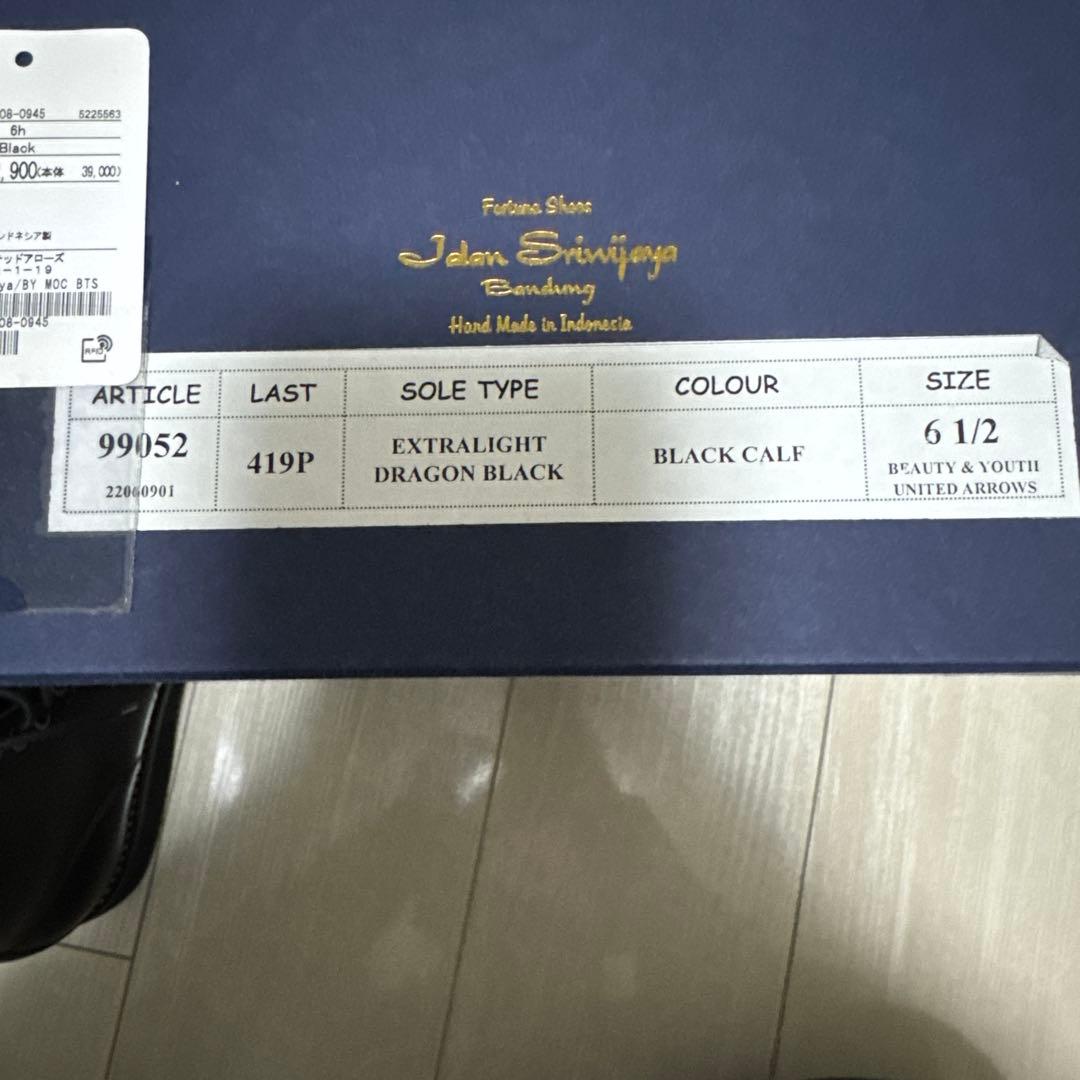 08-0945 5225563
6h
Black
,900(本体 39,000)
ンドネシア製
ッドアローズ
-1-19
ya/BY MOC BTS
08-0945
RFID
Fortuna Shoes
Jalan Sriwijaya
Bandung
Hand Made in Indonesia
ARTICLE LAST SOLE TYPE COLOUR SIZE
99052 419P EXTRALIGHT BLACK CALF 6 1/2
DRAGON BLACK BEAUTY & YOUTH
22060901 UNITED ARROWS